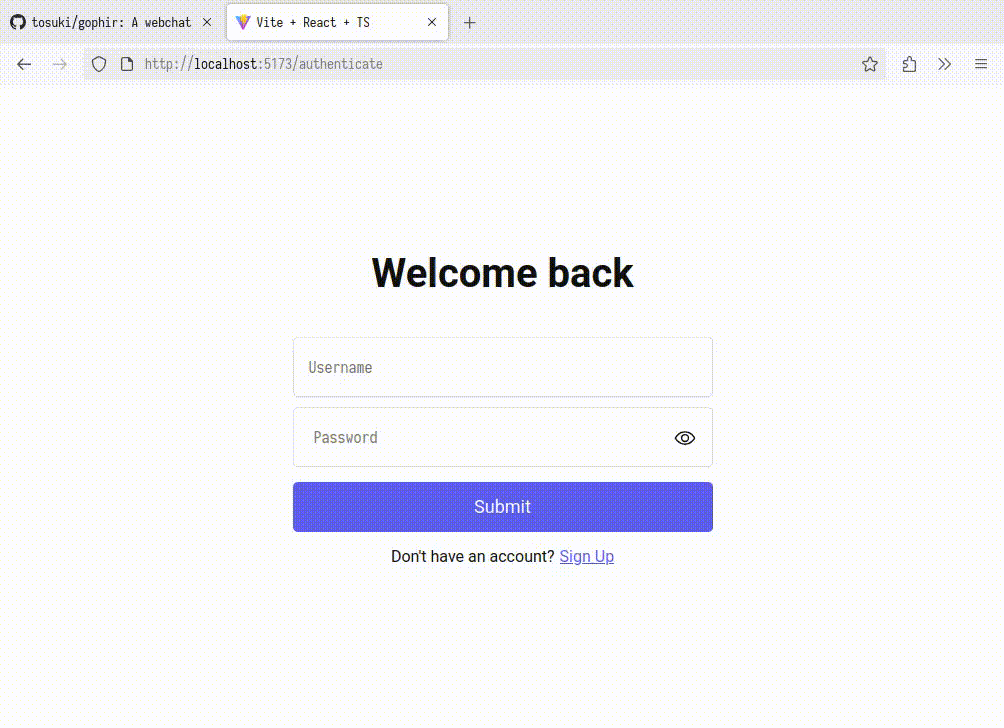 tosuki/gophir: A webchat
Vite + React + TS
http://localhost:5173/authenticate
Welcome back
Username
Password
Submit
Don't have an account? Sign Up